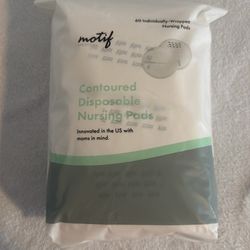 60 Individually-Wrapped
Nursing Pads
motif
Contoured
Disposable
Nursing Pads
Innovated in the US with
moms in mind.